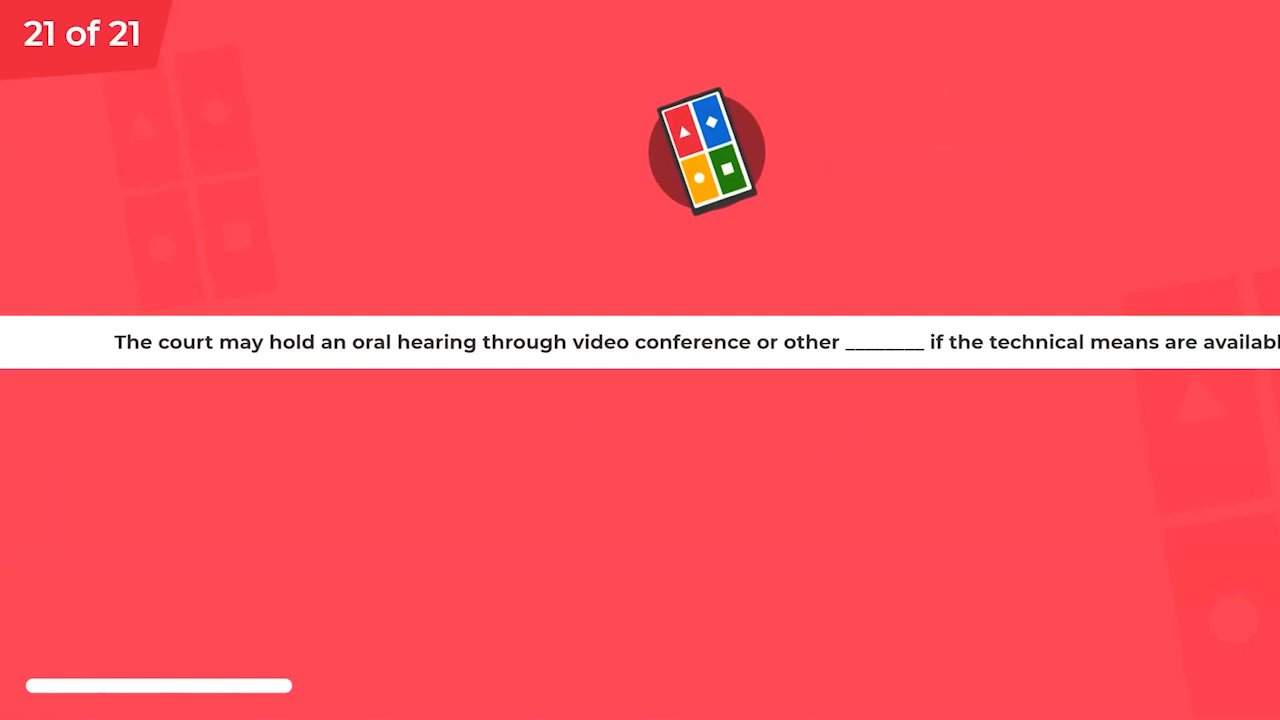 21 of 21
The court may hold an oral hearing through video conference or other ________ if the technical means are availabl